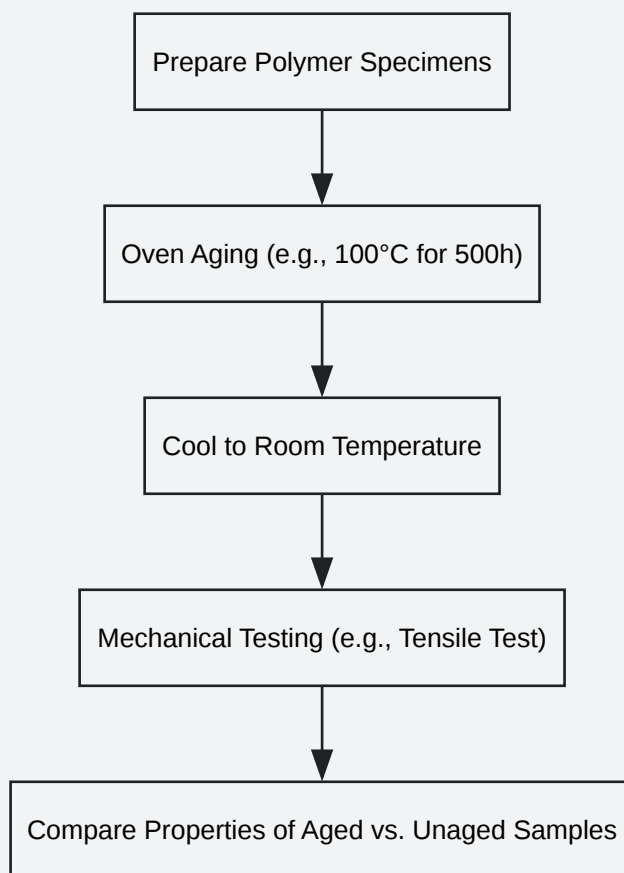 Prepare Polymer Specimens
Oven Aging (e.g., 100°C for 500h)
Cool to Room Temperature
Mechanical Testing (e.g., Tensile Test)
Compare Properties of Aged vs. Unaged Samples